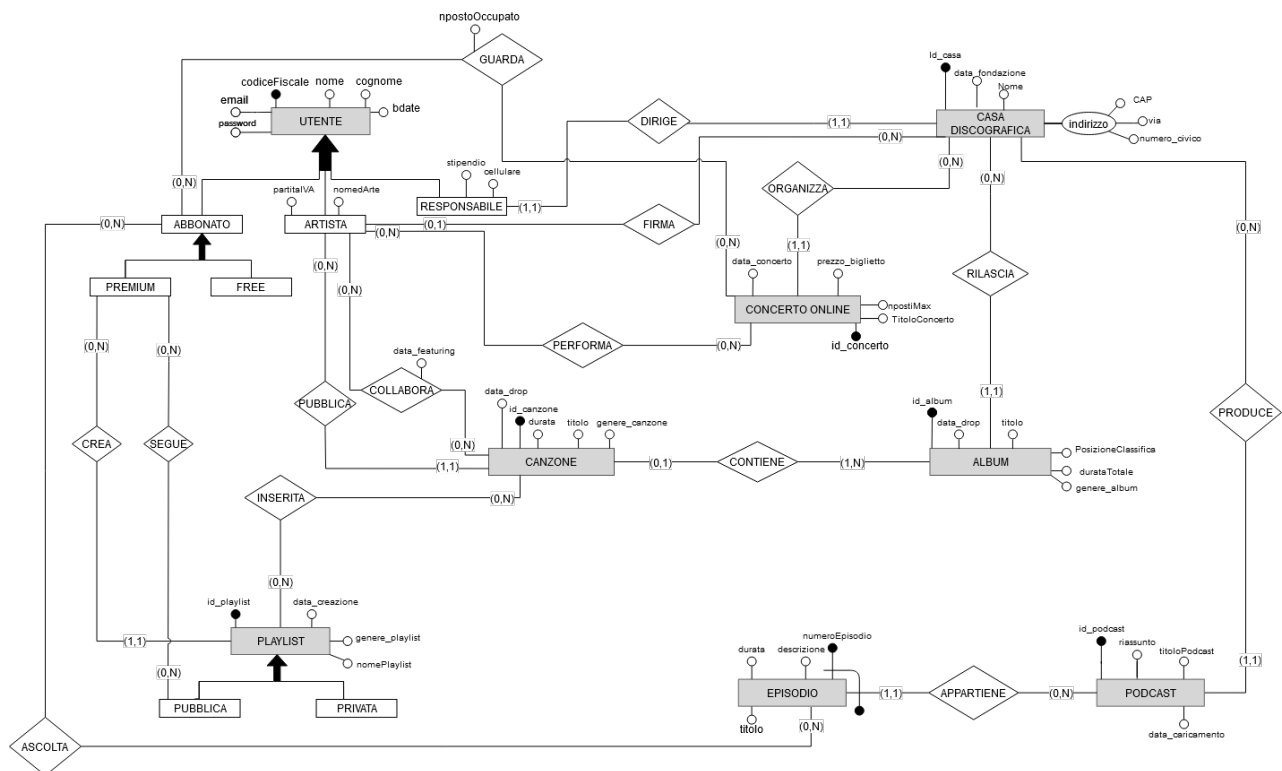 npostoOccupato
GUARDA
Id_casa
data_fondazione
Nome
codiceFiscale
nome
cognome
email
bdate
password
UTENTE
(0,N)
DIRIGE
(1,1)
CASA
DISCOGRAFICA
indirizzo
CAP
via
numero_civico
(0,N)
(0,N)
(0,N)
stipendio
cellulare
partitaIVA
nomedArte
RESPONSABILE
(1,1)
ORGANIZZA
(0,N)
ABBONATO
ARTISTA
(0,1)
(0,N)
FIRMA
(0,N)
(0,N)
(1,1)
(0,N)
(0,N)
(0,N)
data_concerto
prezzo_biglietto
RILASCIA
PREMIUM
FREE
CONCERTO ONLINE
npostiMax
TitoloConcerto
id_concerto
(0,N)
(0,N)
PERFORMA
(0,N)
data_featuring
COLLABORA
data_drop
id_canzone
durata
titolo
genere_canzone
PUBBLICA
(1,1)
id_album
data_drop
titolo
PRODUCE
CREA
SEGUE
(0,N)
(1,1)
CANZONE
(0,1)
CONTIENE
(1,N)
ALBUM
PosizioneClassifica
durataTotale
genere_album
INSERITA
(0,N)
(0,N)
id_playlist
data_creazione
(1,1)
PLAYLIST
genere_playlist
nomePlaylist
(0,N)
PUBBLICA
PRIVATA
durata
descrizione
numeroEpisodio
id_podcast
riassunto
titoloPodcast
(1,1)
EPISODIO
(1,1)
APPARTIENE
(0,N)
PODCAST
titolo
(0,N)
data_caricamento
ASCOLTA